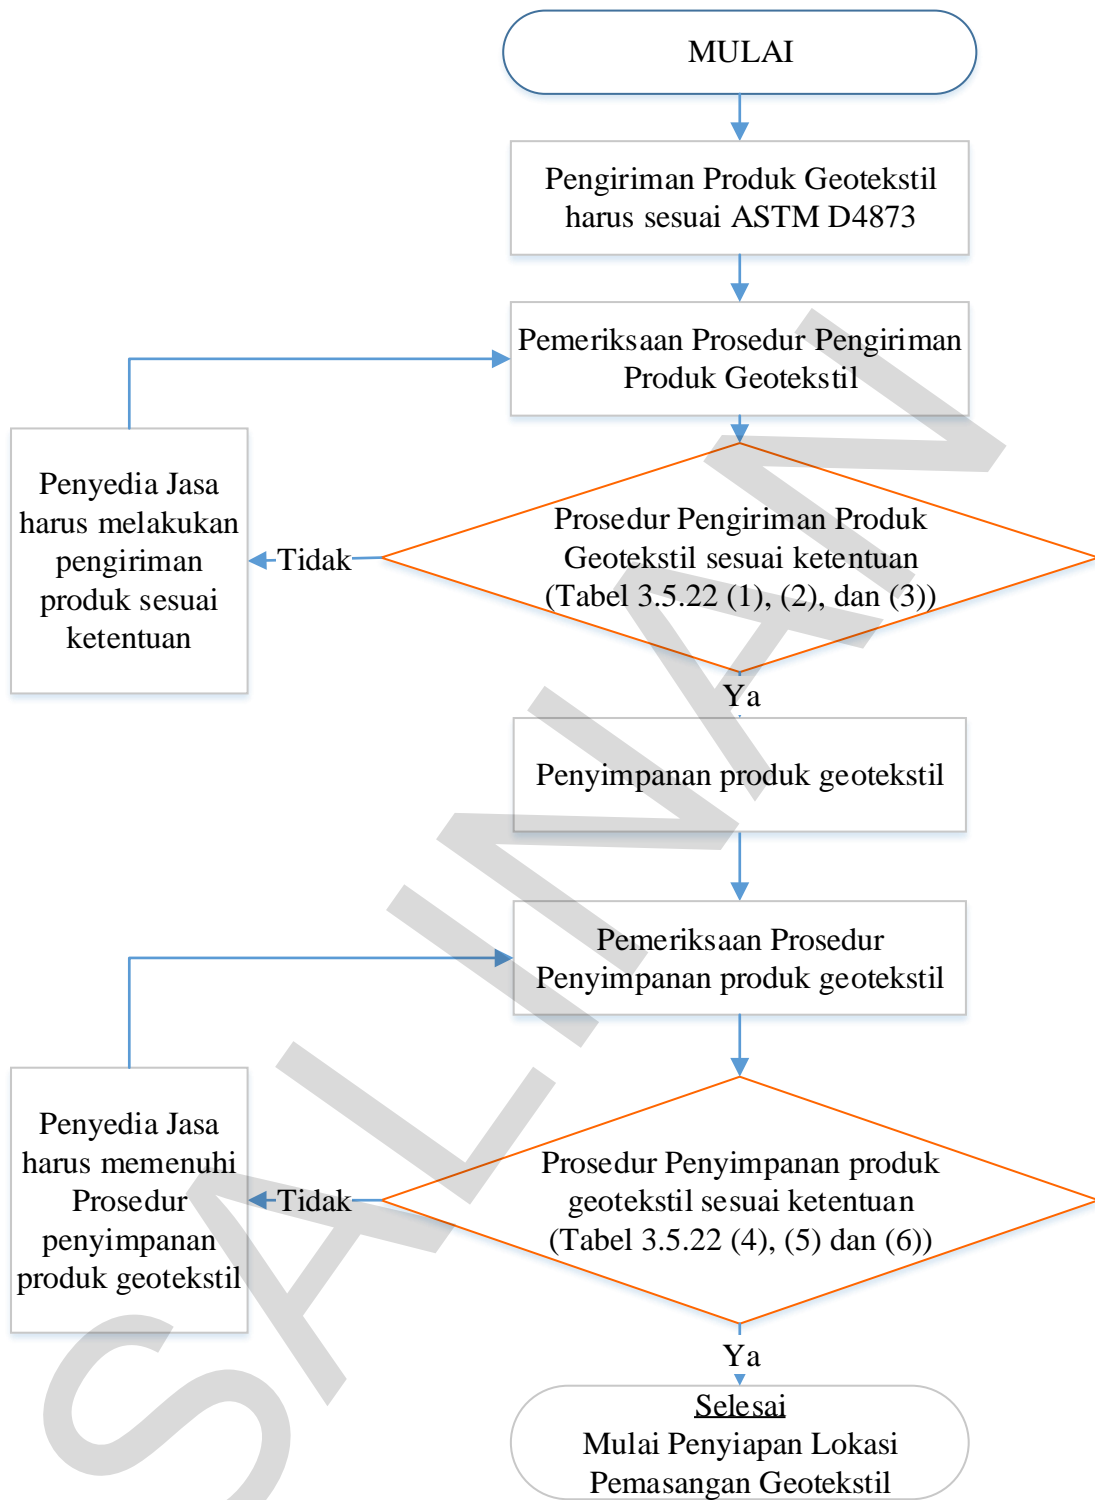 MULAI
Pengiriman Produk Geotekstil
harus sesuai ASTM D4873
Pemeriksaan Prosedur Pengiriman
Produk Geotekstil
Penyedia Jasa
harus melakukan
pengiriman
produk sesuai
ketentuan
Tidak
Prosedur Pengiriman Produk
Geotekstil sesuai ketentuan
(Tabel 3.5.22 (1), (2), dan (3))
Ya
Penyimpanan produk geotekstil
Pemeriksaan Prosedur
Penyimpanan produk geotekstil
Penyedia Jasa
harus memenuhi
Prosedur
penyimpanan
produk geotekstil
Tidak
Prosedur Penyimpanan produk
geotekstil sesuai ketentuan
(Tabel 3.5.22 (4), (5) dan (6))
Ya
Selesai
Mulai Penyiapan Lokasi
Pemasangan Geotekstil
SALINAN